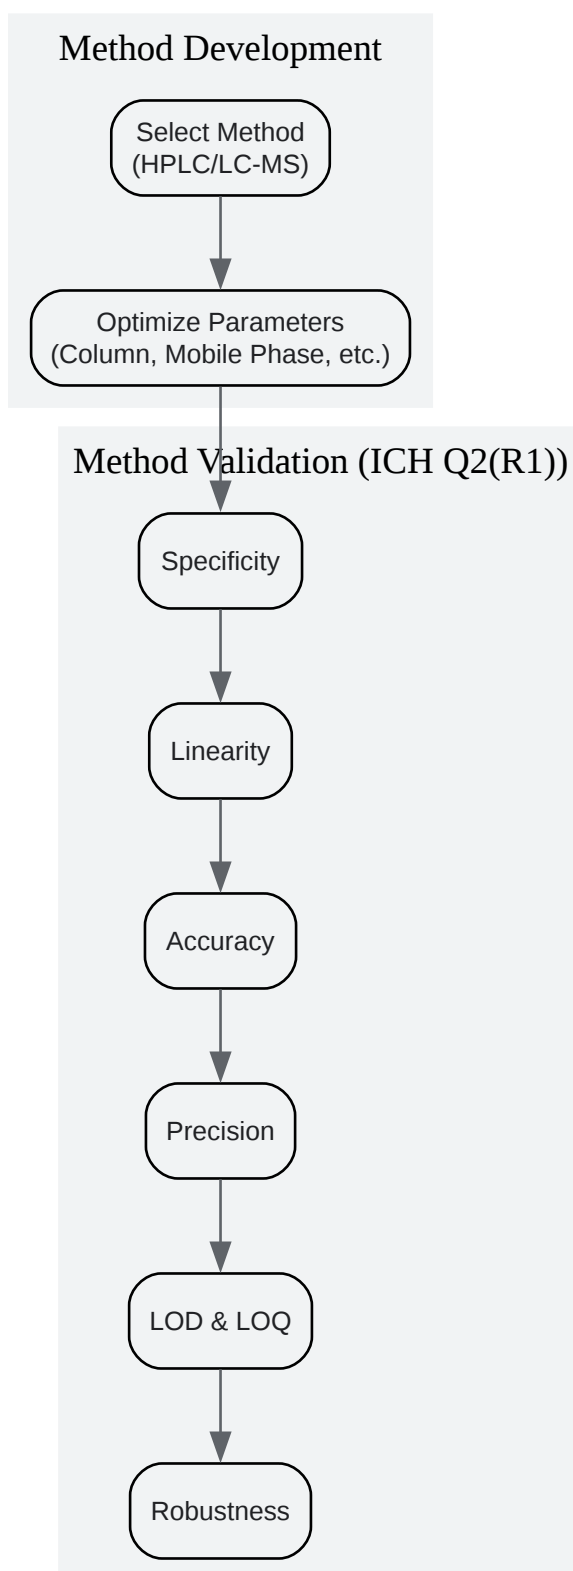 Method Development
Select Method
(HPLC/LC-MS)
Optimize Parameters
(Column, Mobile Phase, etc.)
Method Validation (ICH Q2(R1))
Specificity
Linearity
Accuracy
Precision
LOD & LOQ
Robustness